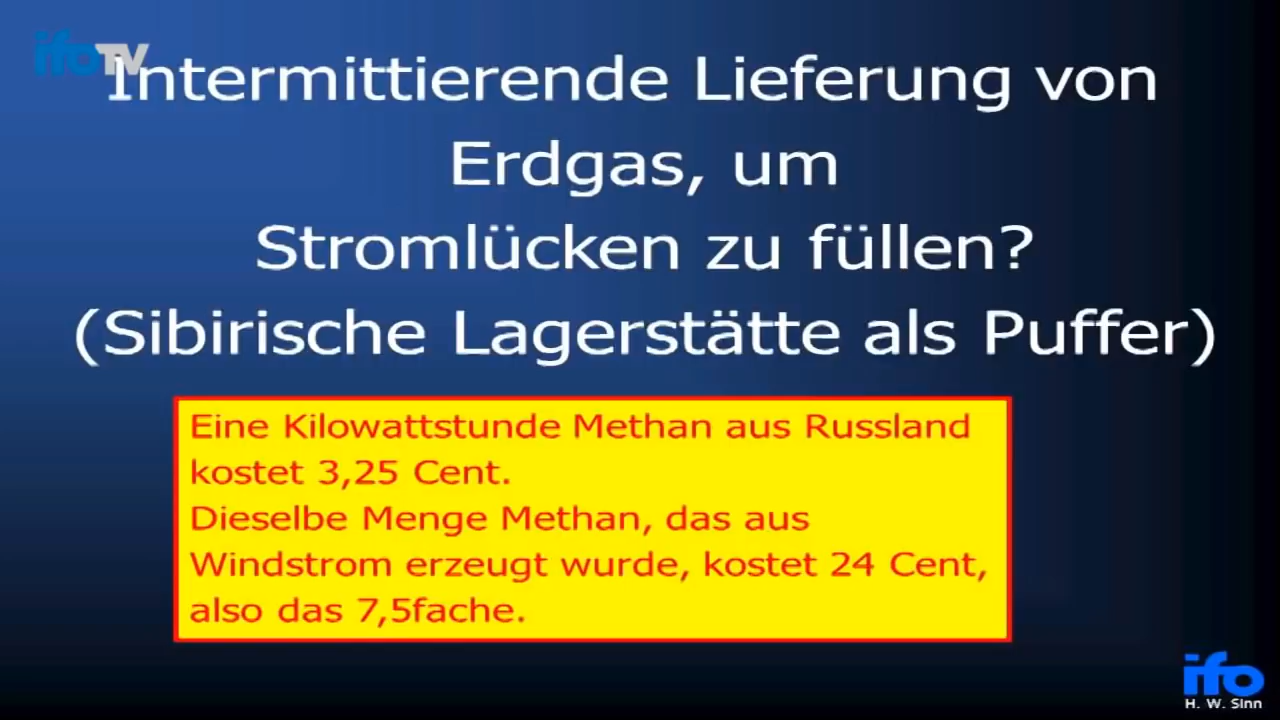 ifoTV
Intermittierende Lieferung von
Erdgas, um
Stromlücken zu füllen?
(Sibirische Lagerstätte als Puffer)
Eine Kilowattstunde Methan aus Russland
kostet 3,25 Cent.
Dieselbe Menge Methan, das aus
Windstrom erzeugt wurde, kostet 24 Cent,
also das 7,5fache.
ifo
H. W. Sinn